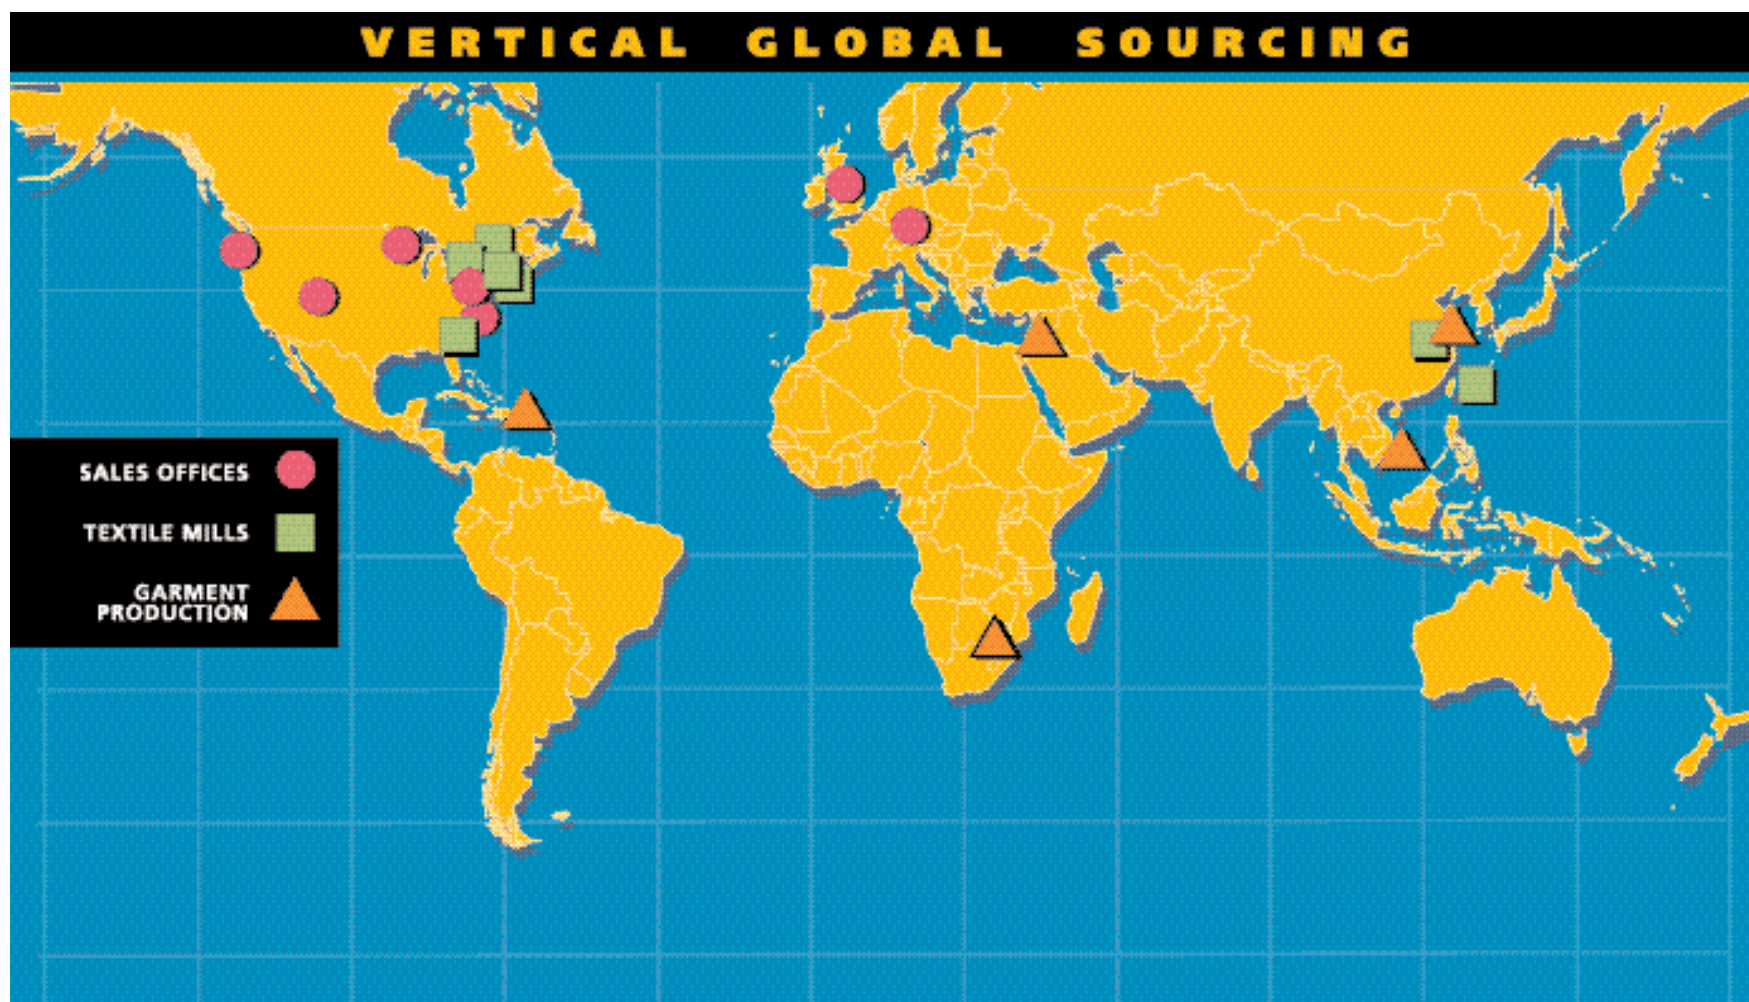 VERTICAL GLOBAL SOURCING
SALES OFFICES
TEXTILE MILLS
GARMENT
PRODUCTION